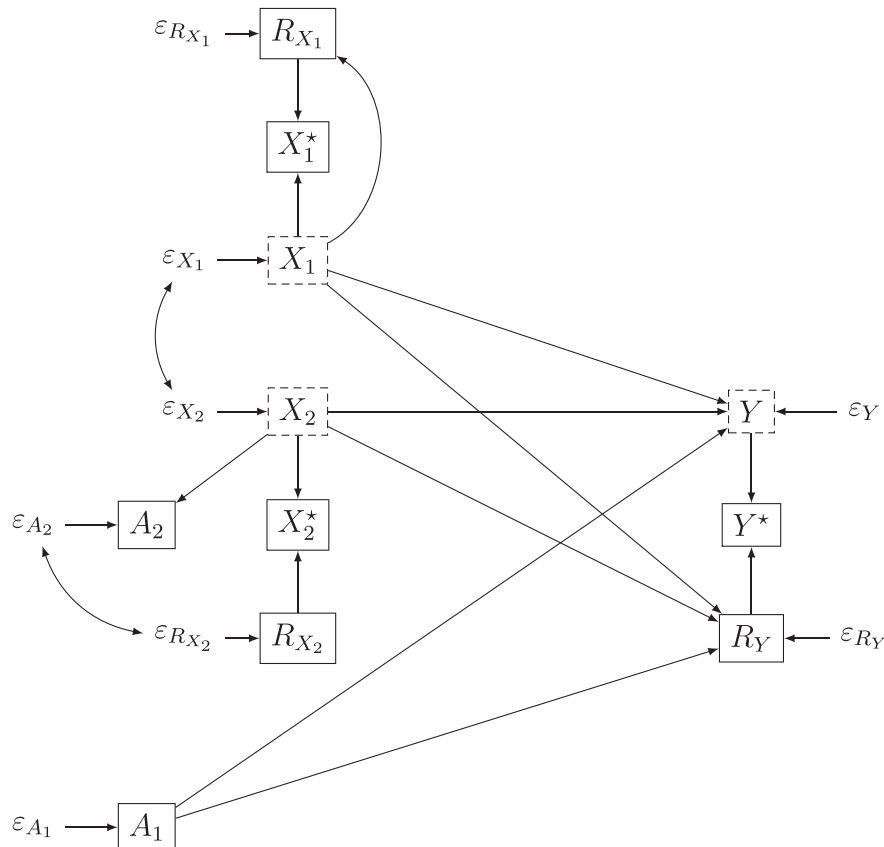 ε_{R_{X_1}} R_{X_1}
X_1^⋆
ε_{X_1} X_1
ε_{X_2} X_2 Y ε_Y
ε_{A_2} A_2 X_2^⋆ Y^⋆
ε_{R_{X_2}} R_{X_2} R_Y ε_{R_Y}
ε_{A_1} A_1